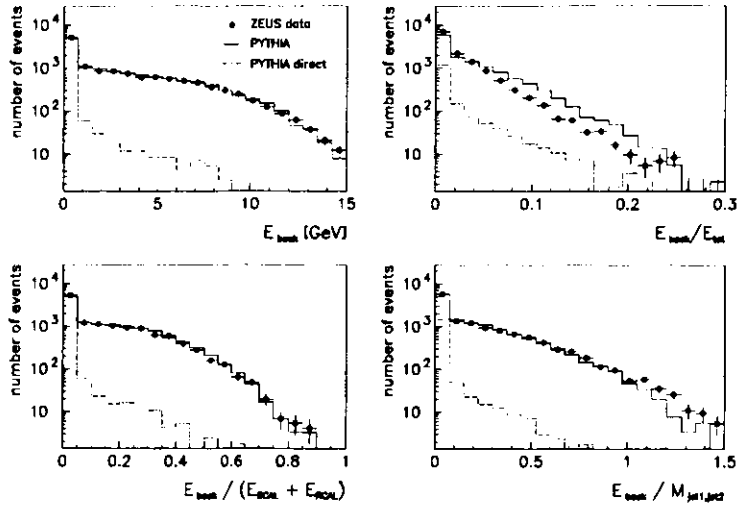 number of events
10⁴
10³
10²
10
ZEUS data
PYTHIA
PYTHIA direct
0 5 10 15
E_back [GeV]
number of events
10⁴
10³
10²
10
0 0.1 0.2 0.3
E_back/E_tot
number of events
10⁴
10³
10²
10
0 0.2 0.4 0.6 0.8 1
E_back / (E_BCAL + E_RCAL)
number of events
10⁴
10³
10²
10
0 0.5 1 1.5
E_back / M_jet1,jet2